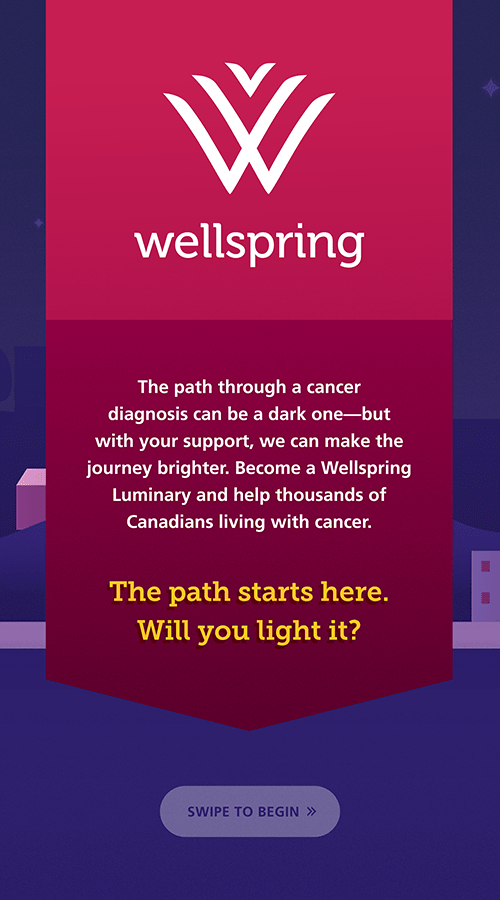 wellspring
The path through a cancer
diagnosis can be a dark one—but
with your support, we can make the
journey brighter. Become a Wellspring
Luminary and help thousands of
Canadians living with cancer.
The path starts here.
Will you light it?
SWIPE TO BEGIN »